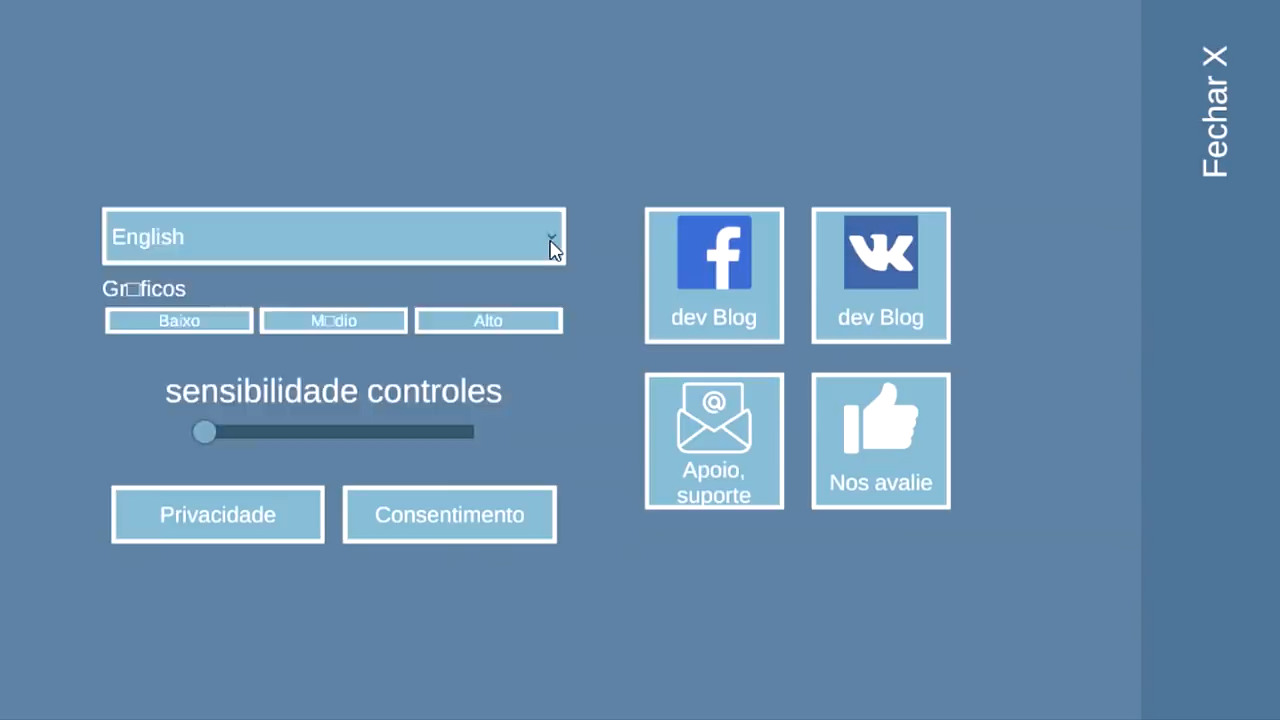 Fechar X
English
Gr□ficos
Baixo M□dio Alto
sensibilidade controles
Privacidade Consentimento
dev Blog dev Blog
@
Apoio,
suporte
Nos avalie